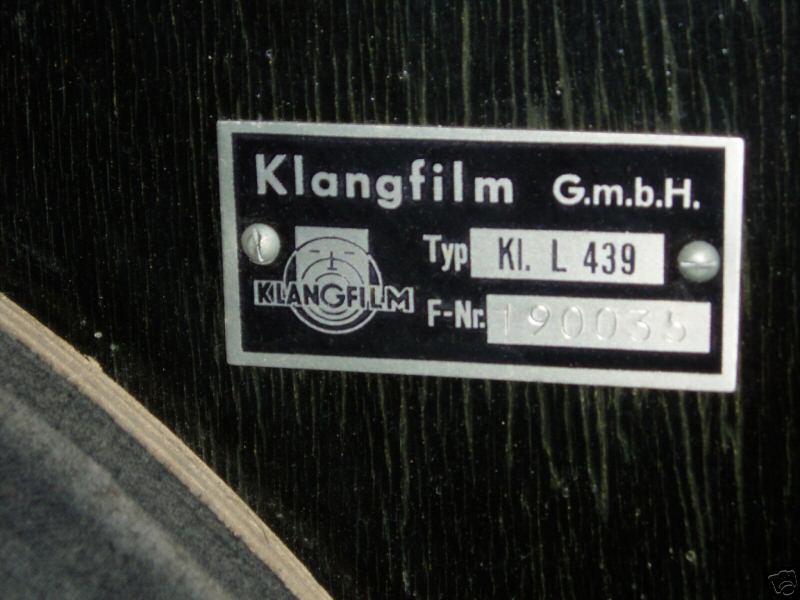 Klangfilm G.m.b.H.
KLANGFILM
Typ Kl. L 439
F-Nr. 190035